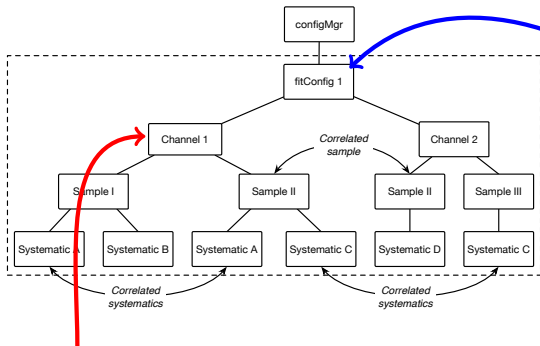 configMgr
fitConfig 1
Channel 1
Correlated
sample
Channel 2
Sample I
Sample II
Sample II
Sample III
Systematic A
Systematic B
Systematic A
Systematic C
Systematic D
Systematic C
Correlated
systematics
Correlated
systematics